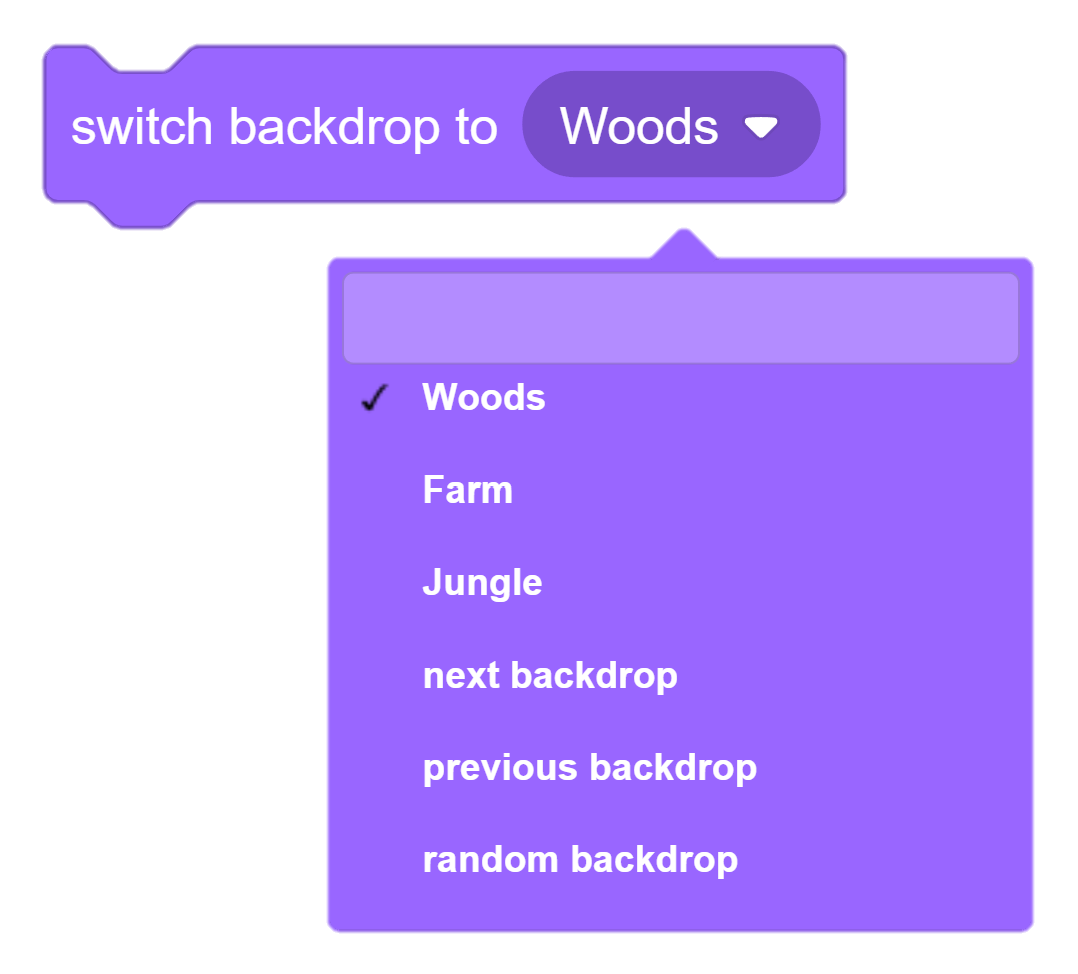 switch backdrop to Woods
Woods
Farm
Jungle
next backdrop
previous backdrop
random backdrop